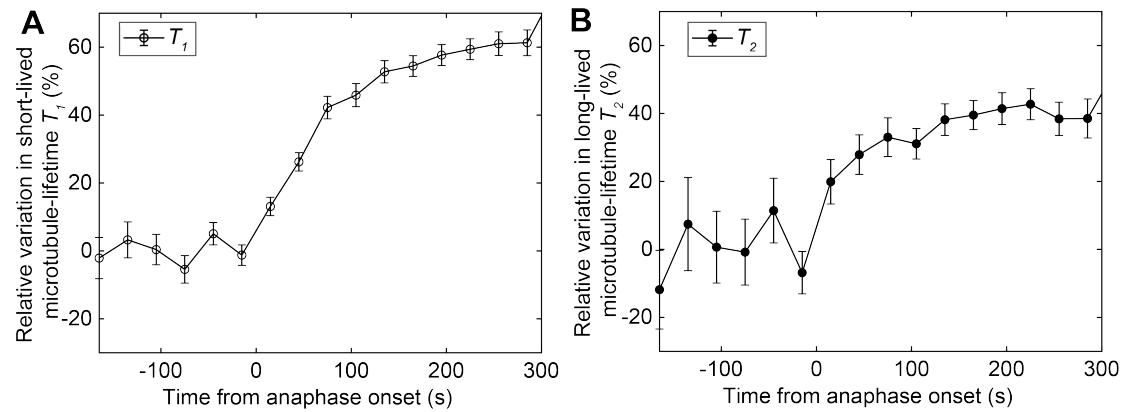 A
Relative variation in short-lived
microtubule-lifetime T1 (%)
60
40
20
0
-20
T1
-100 0 100 200 300
Time from anaphase onset (s)
B
Relative variation in long-lived
microtubule-lifetime T2 (%)
60
40
20
0
-20
T2
-100 0 100 200 300
Time from anaphase onset (s)